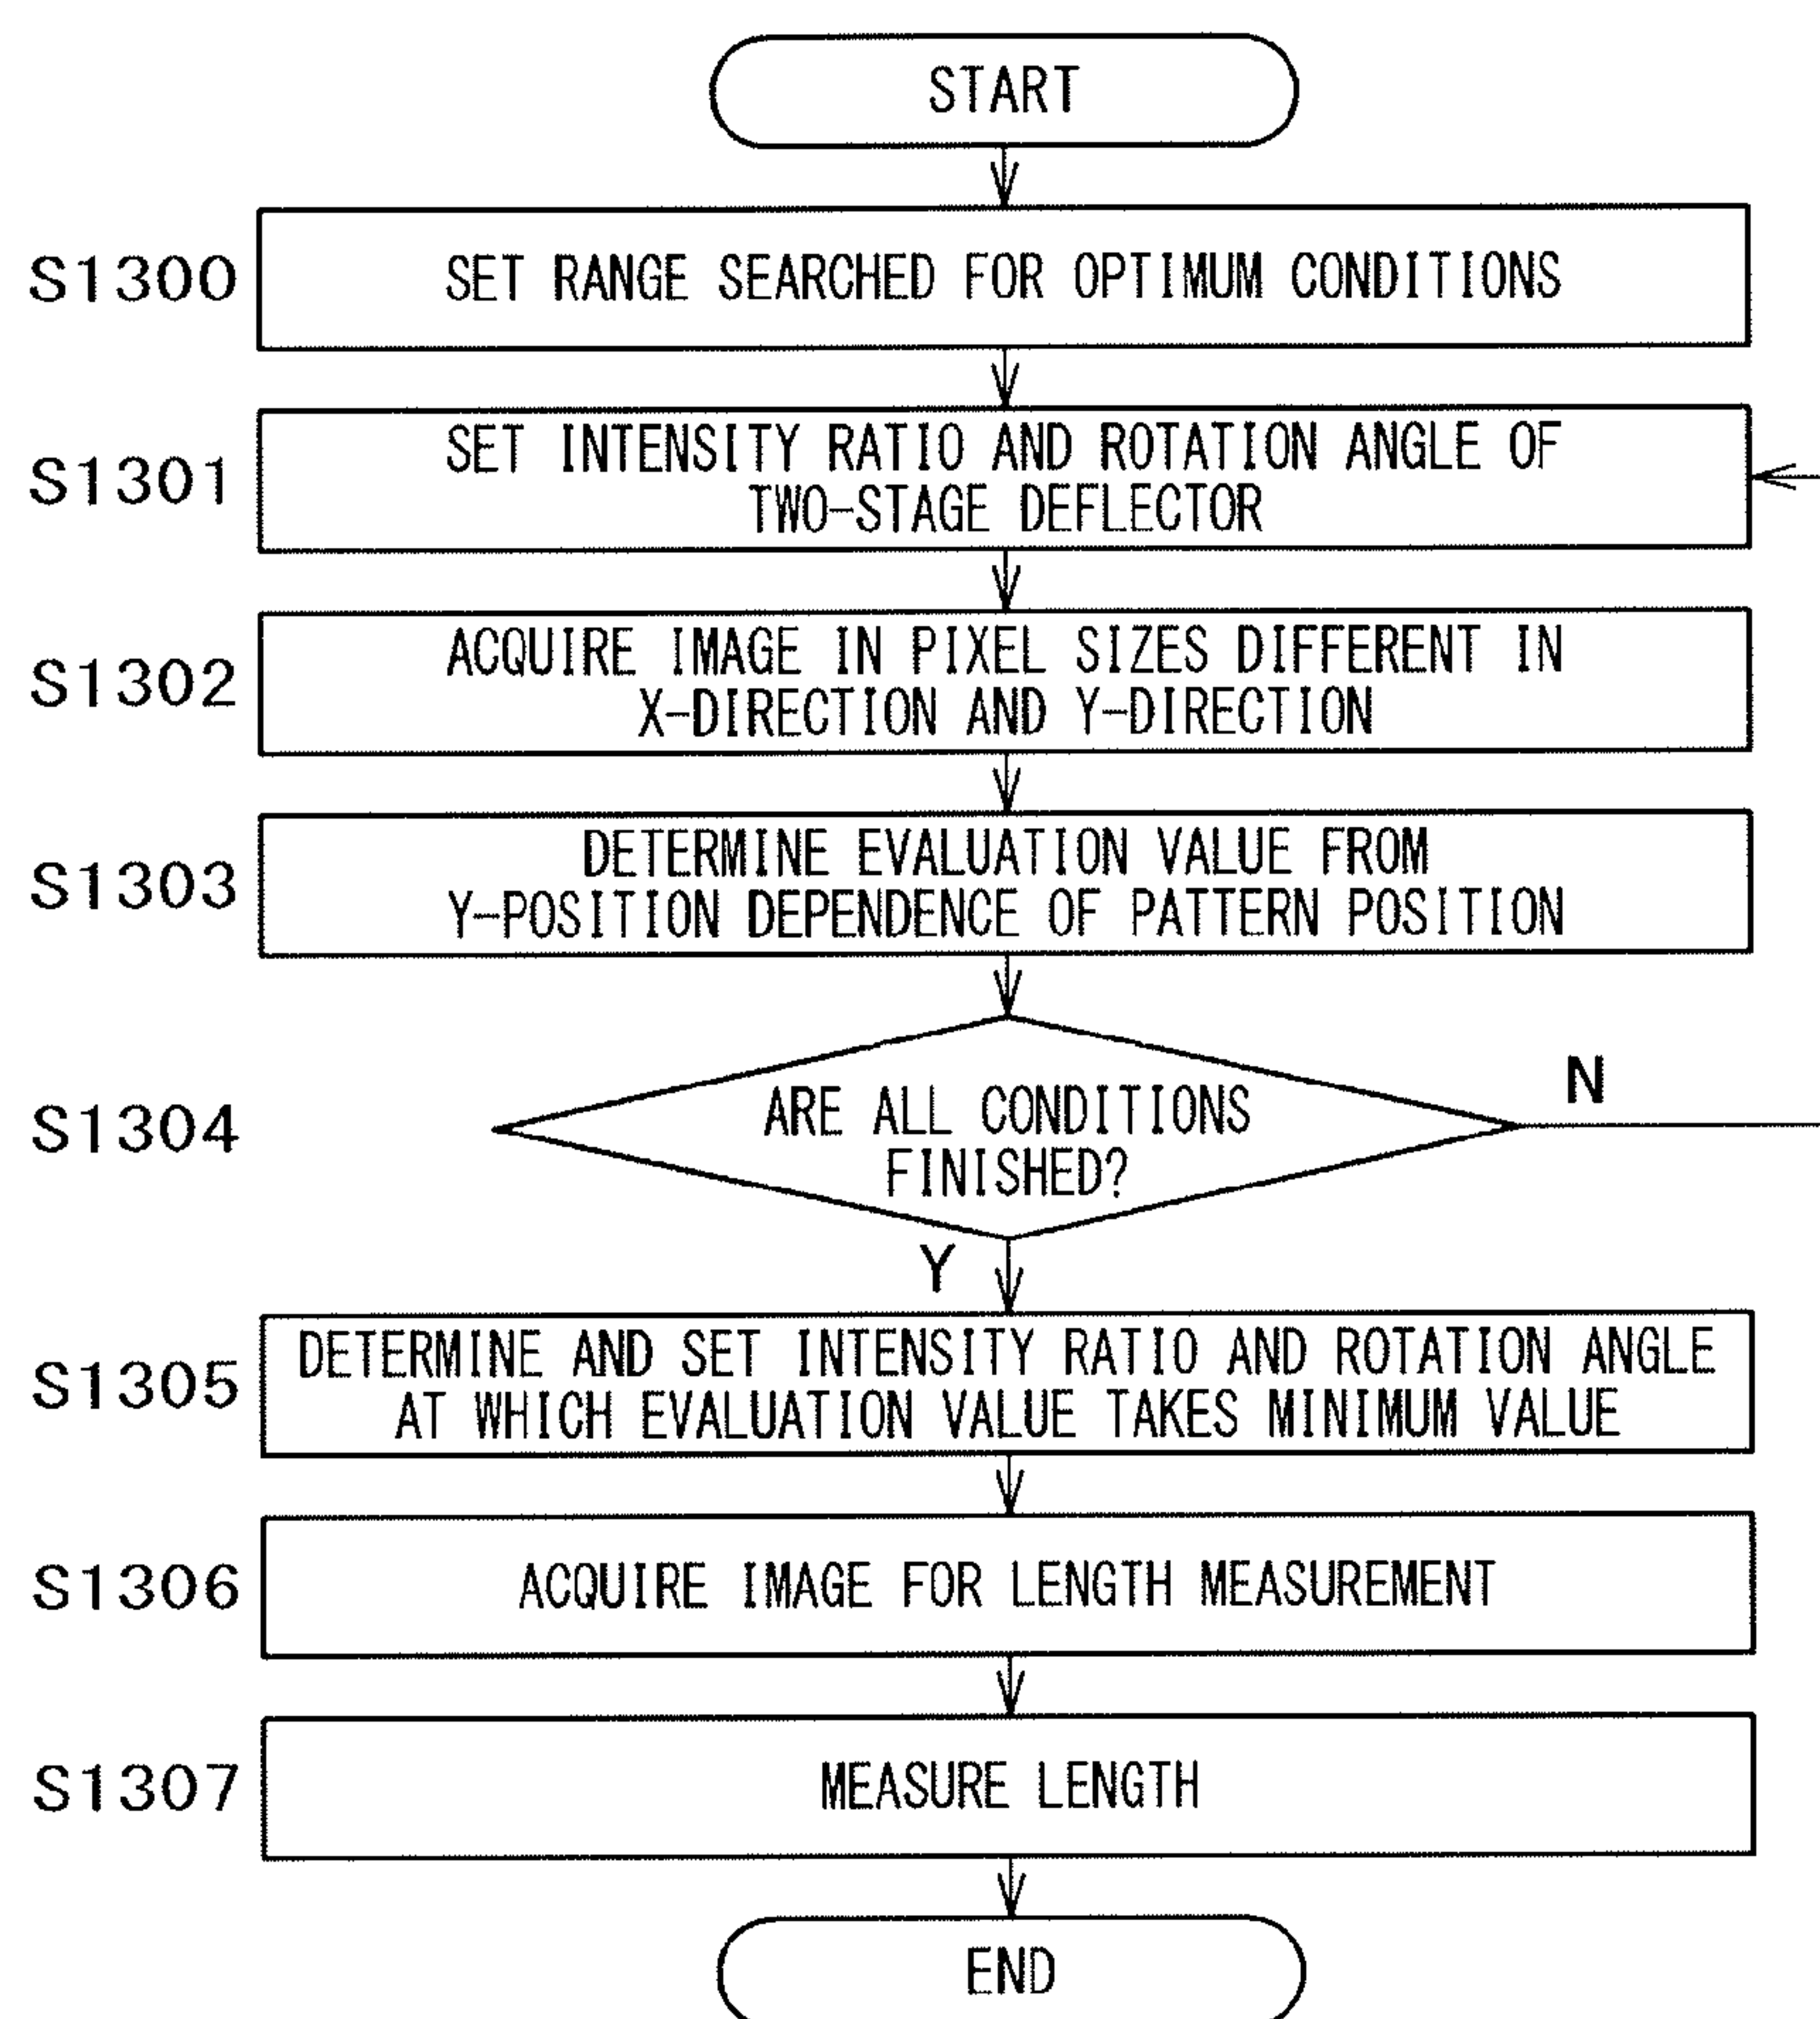 START
S1300
SET RANGE SEARCHED FOR OPTIMUM CONDITIONS
S1301
SET INTENSITY RATIO AND ROTATION ANGLE OF
TWO-STAGE DEFLECTOR
S1302
ACQUIRE IMAGE IN PIXEL SIZES DIFFERENT IN
X-DIRECTION AND Y-DIRECTION
S1303
DETERMINE EVALUATION VALUE FROM
Y-POSITION DEPENDENCE OF PATTERN POSITION
S1304
ARE ALL CONDITIONS
FINISHED?
N
Y
S1305
DETERMINE AND SET INTENSITY RATIO AND ROTATION ANGLE
AT WHICH EVALUATION VALUE TAKES MINIMUM VALUE
S1306
ACQUIRE IMAGE FOR LENGTH MEASUREMENT
S1307
MEASURE LENGTH
END